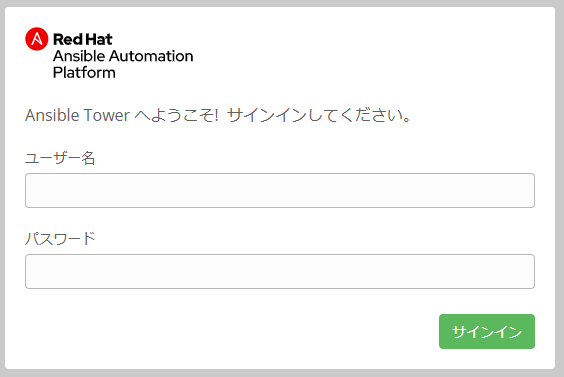 Red Hat
Ansible Automation
Platform
Ansible Tower へようこそ! サインインしてください。
ユーザー名
パスワード
サインイン